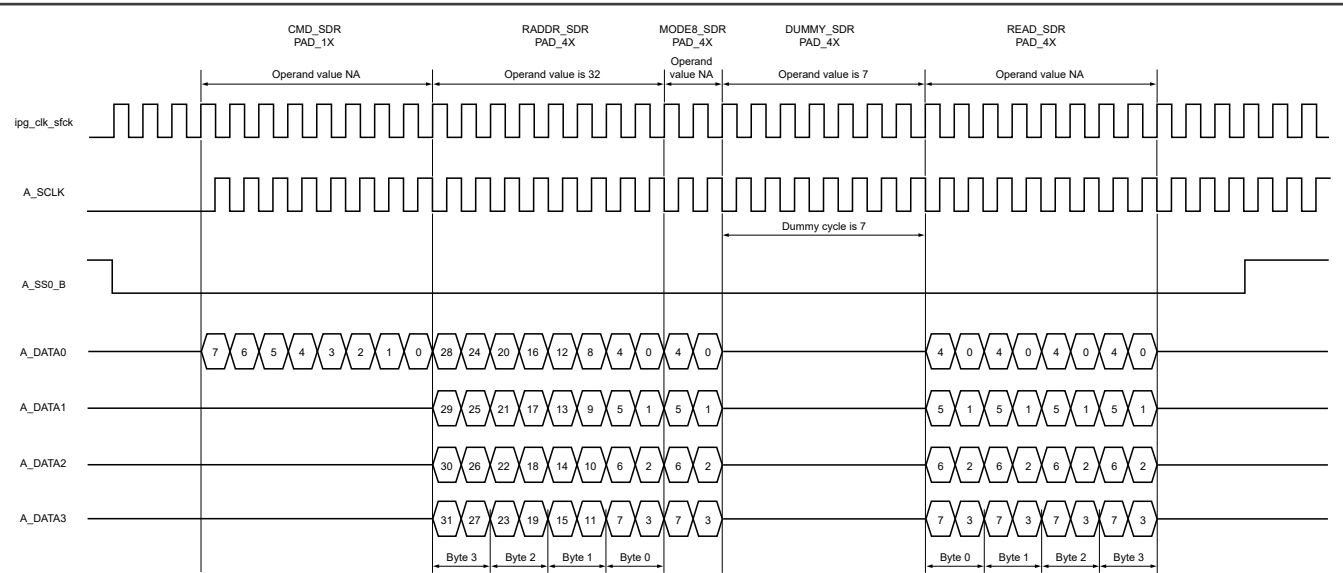 CMD_SDR RADDR_SDR MODE8_SDR DUMMY_SDR READ_SDR
PAD_1X PAD_4X PAD_4X PAD_4X PAD_4X
Operand value NA Operand value is 32 Operand value NA Operand value is 7 Operand value NA
ipg_clk_sfck
A_SCLK
Dummy cycle is 7
A_SS0_B
A_DATA0 7 6 5 4 3 2 1 0 28 24 20 16 12 8 4 0 4 0 4 0 4 0 4 0 4 0
A_DATA1 29 25 21 17 13 9 5 1 5 1 5 1 5 1 5 1 5 1
A_DATA2 30 26 22 18 14 10 6 2 6 2 6 2 6 2 6 2 6 2
A_DATA3 31 27 23 19 15 11 7 3 7 3 7 3 7 3 7 3 7 3
Byte 3 Byte 2 Byte 1 Byte 0 Byte 0 Byte 1 Byte 2 Byte 3